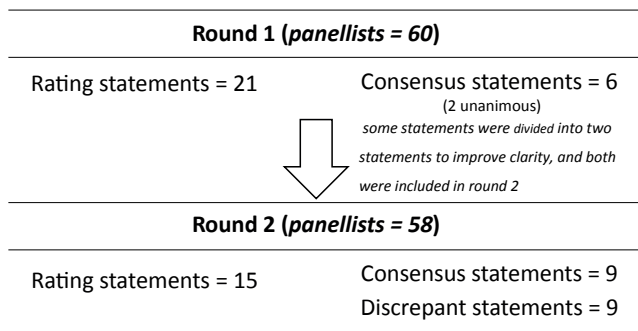 Round 1 (panellists = 60)
Rating statements = 21
Consensus statements = 6
(2 unanimous)
some statements were divided into two
statements to improve clarity, and both
were included in round 2
Round 2 (panellists = 58)
Rating statements = 15
Consensus statements = 9
Discrepant statements = 9